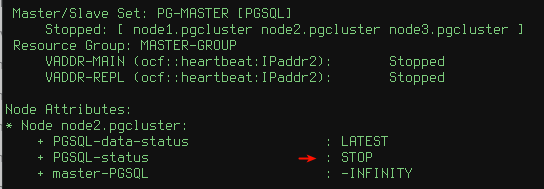 Master/Slave Set: PG-MASTER [PGSQL]
Stopped: [ node1.pgcluster node2.pgcluster node3.pgcluster ]
Resource Group: MASTER-GROUP
VADDR-MAIN (ocf::heartbeat:IPaddr2): Stopped
VADDR-REPL (ocf::heartbeat:IPaddr2): Stopped
Node Attributes:
* Node node2.pgcluster:
+ PGSQL-data-status : LATEST
+ PGSQL-status : STOP
+ master-PGSQL : -INFINITY